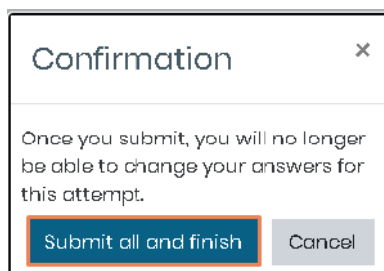 Confirmation ×
Once you submit, you will no longer
be able to change your answers for
this attempt.
Submit all and finish Cancel